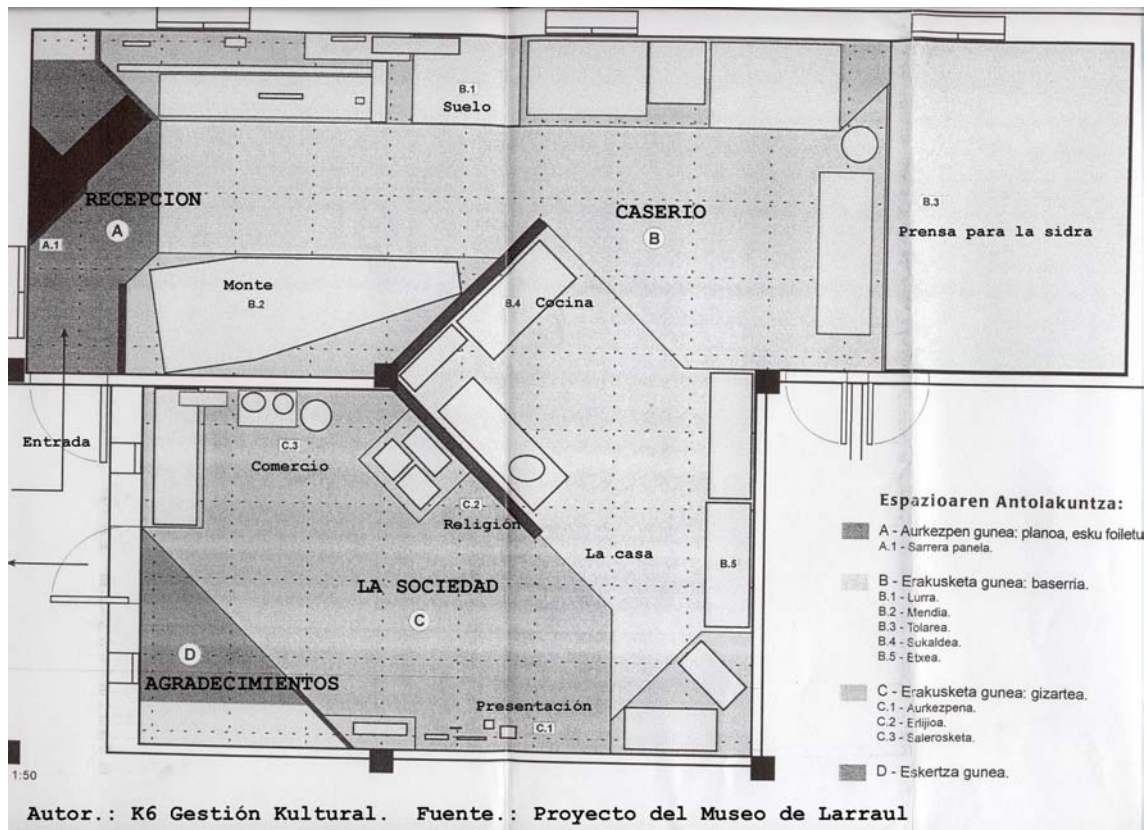 B.1
Suelo
RECEPCION
A
A.1
CASERIO
B
B.3
Prensa para la sidra
Monte
B.2
B.4
Cocina
Entrada
C.3
Comercio
C.2
Religión
La casa
B.5
LA SOCIEDAD
C
D
AGRADECIMIENTOS
Presentación
C.1
Espazioaren Antolakuntza:
A - Aurkezpen gunea: planoa, esku foiletu
A.1 - Sarrera panela.
B - Erakusketa gunea: baserria.
B.1 - Lurra.
B.2 - Mendia.
B.3 - Tolarea.
B.4 - Sukaldea.
B.5 - Etxea.
C - Erakusketa gunea: gizartea.
C.1 - Aurkezpena.
C.2 - Erlijioa.
C.3 - Salerosketa.
D - Eskertza gunea.
1:50
Autor.: K6 Gestión Kultural. Fuente.: Proyecto del Museo de Larraul